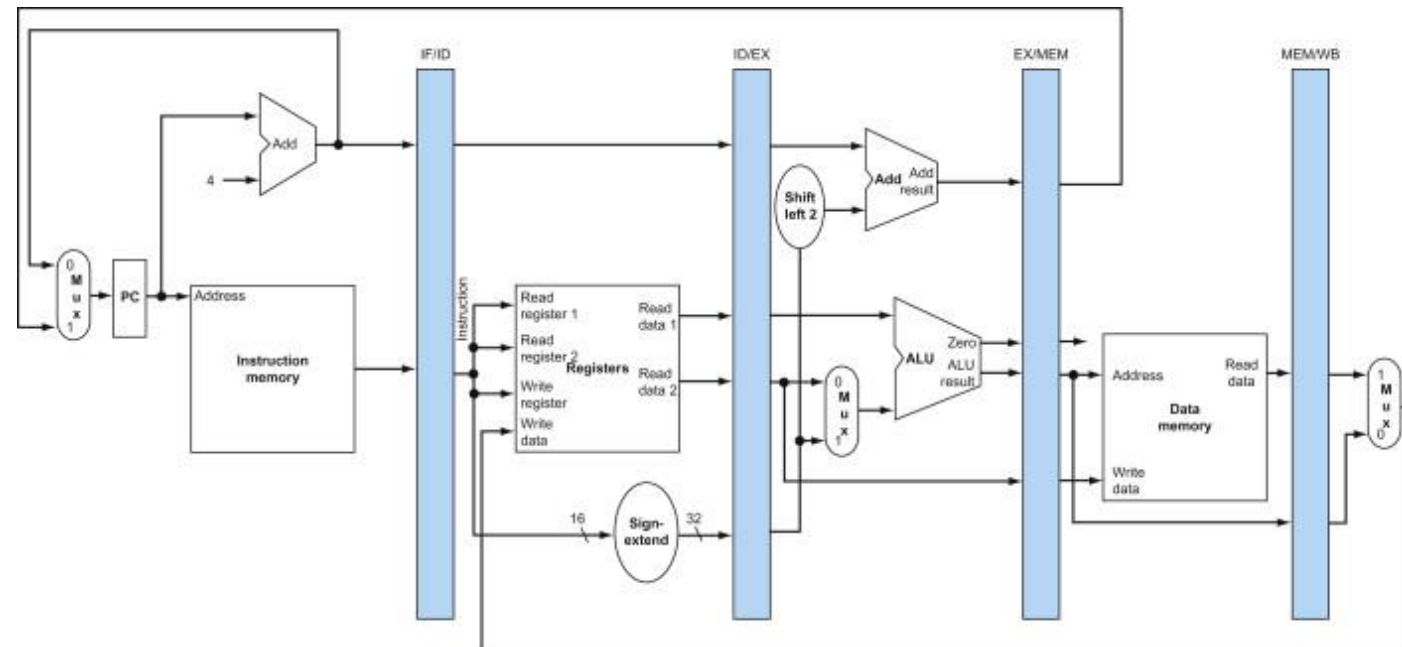 IF/ID
ID/EX
EX/MEM
MEM/WB
Add
4
Add
Add
result
Shift
left 2
0
M
u
x
1
PC
Address
Instruction
memory
Instruction
Read
register 1
Read
register 2
Registers
Write
register
Write
data
Read
data 1
Read
data 2
16
Sign-
extend
32
0
M
u
x
1
Zero
ALU
ALU
result
Address
Read
data
Data
memory
Write
data
1
M
u
x
0